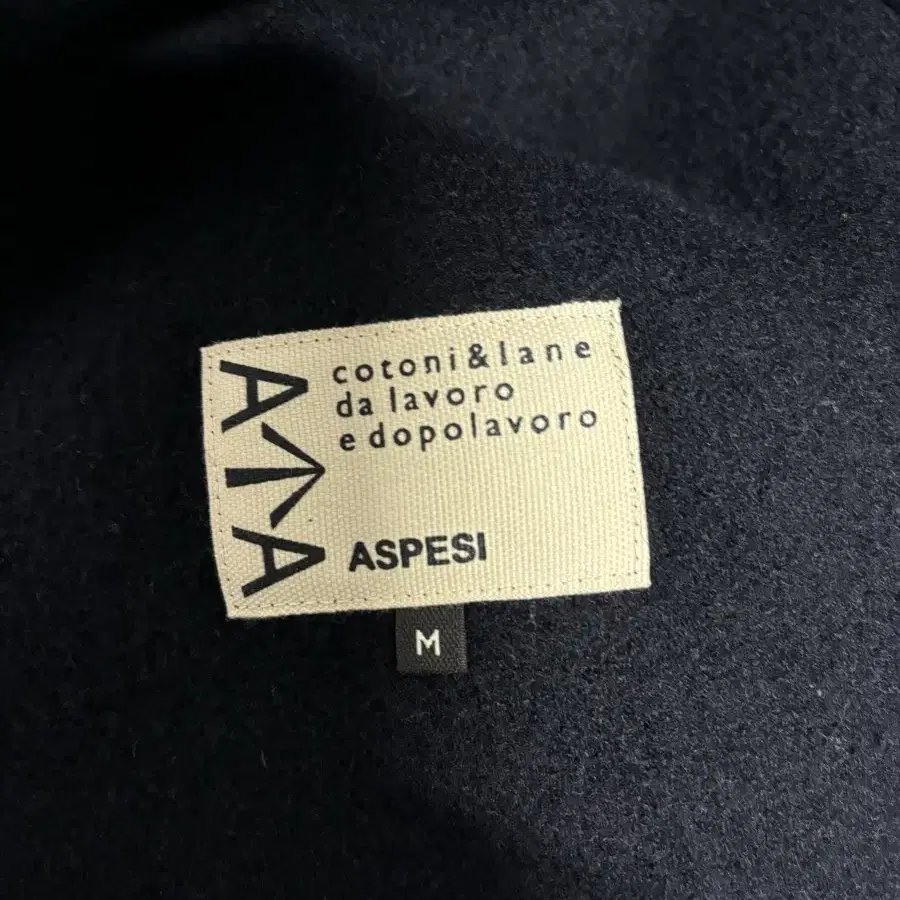 cotoni&lane
da lavoro
e dopolavoro
ASPESI
M